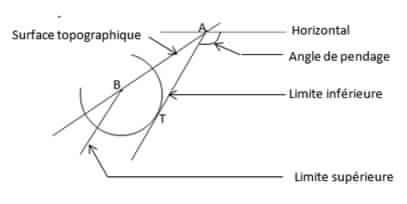 A
Horizontal
Surface topographique
Angle de pendage
B
Limite inférieure
T
Limite supérieure